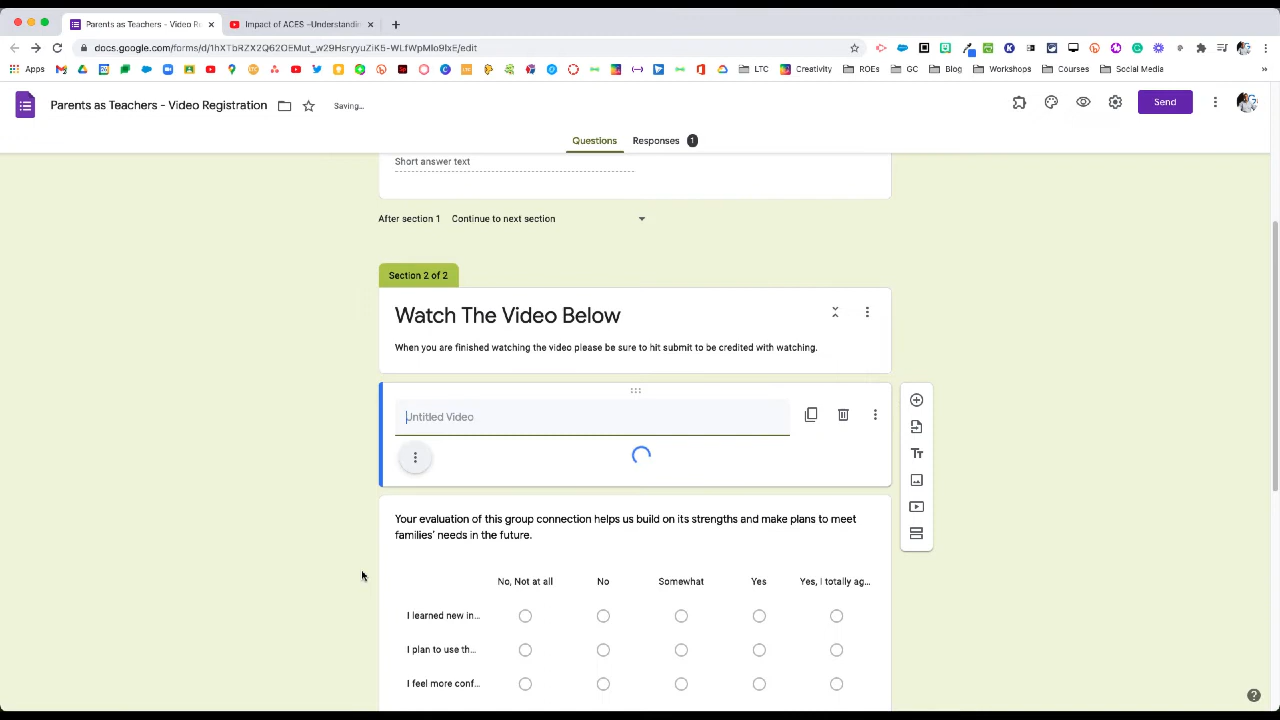 Parents as Teachers - Video Re
Impact of ACES -Understandin
docs.google.com/forms/d/1hXTbRZX2Q62OEMut_w29HsryyuZiK5-WLfWpMlo9lxE/edit
Apps
LTC
Creativity
ROEs
GC
Blog
Workshops
Courses
Social Media
Parents as Teachers - Video Registration
Saving...
Send
Questions
Responses 1
Short answer text
After section 1 Continue to next section
Section 2 of 2
Watch The Video Below
When you are finished watching the video please be sure to hit submit to be credited with watching.
Untitled Video
Your evaluation of this group connection helps us build on its strengths and make plans to meet
families' needs in the future.
No, Not at all No Somewhat Yes Yes, I totally ag...
I learned new in...
I plan to use th...
I feel more conf...